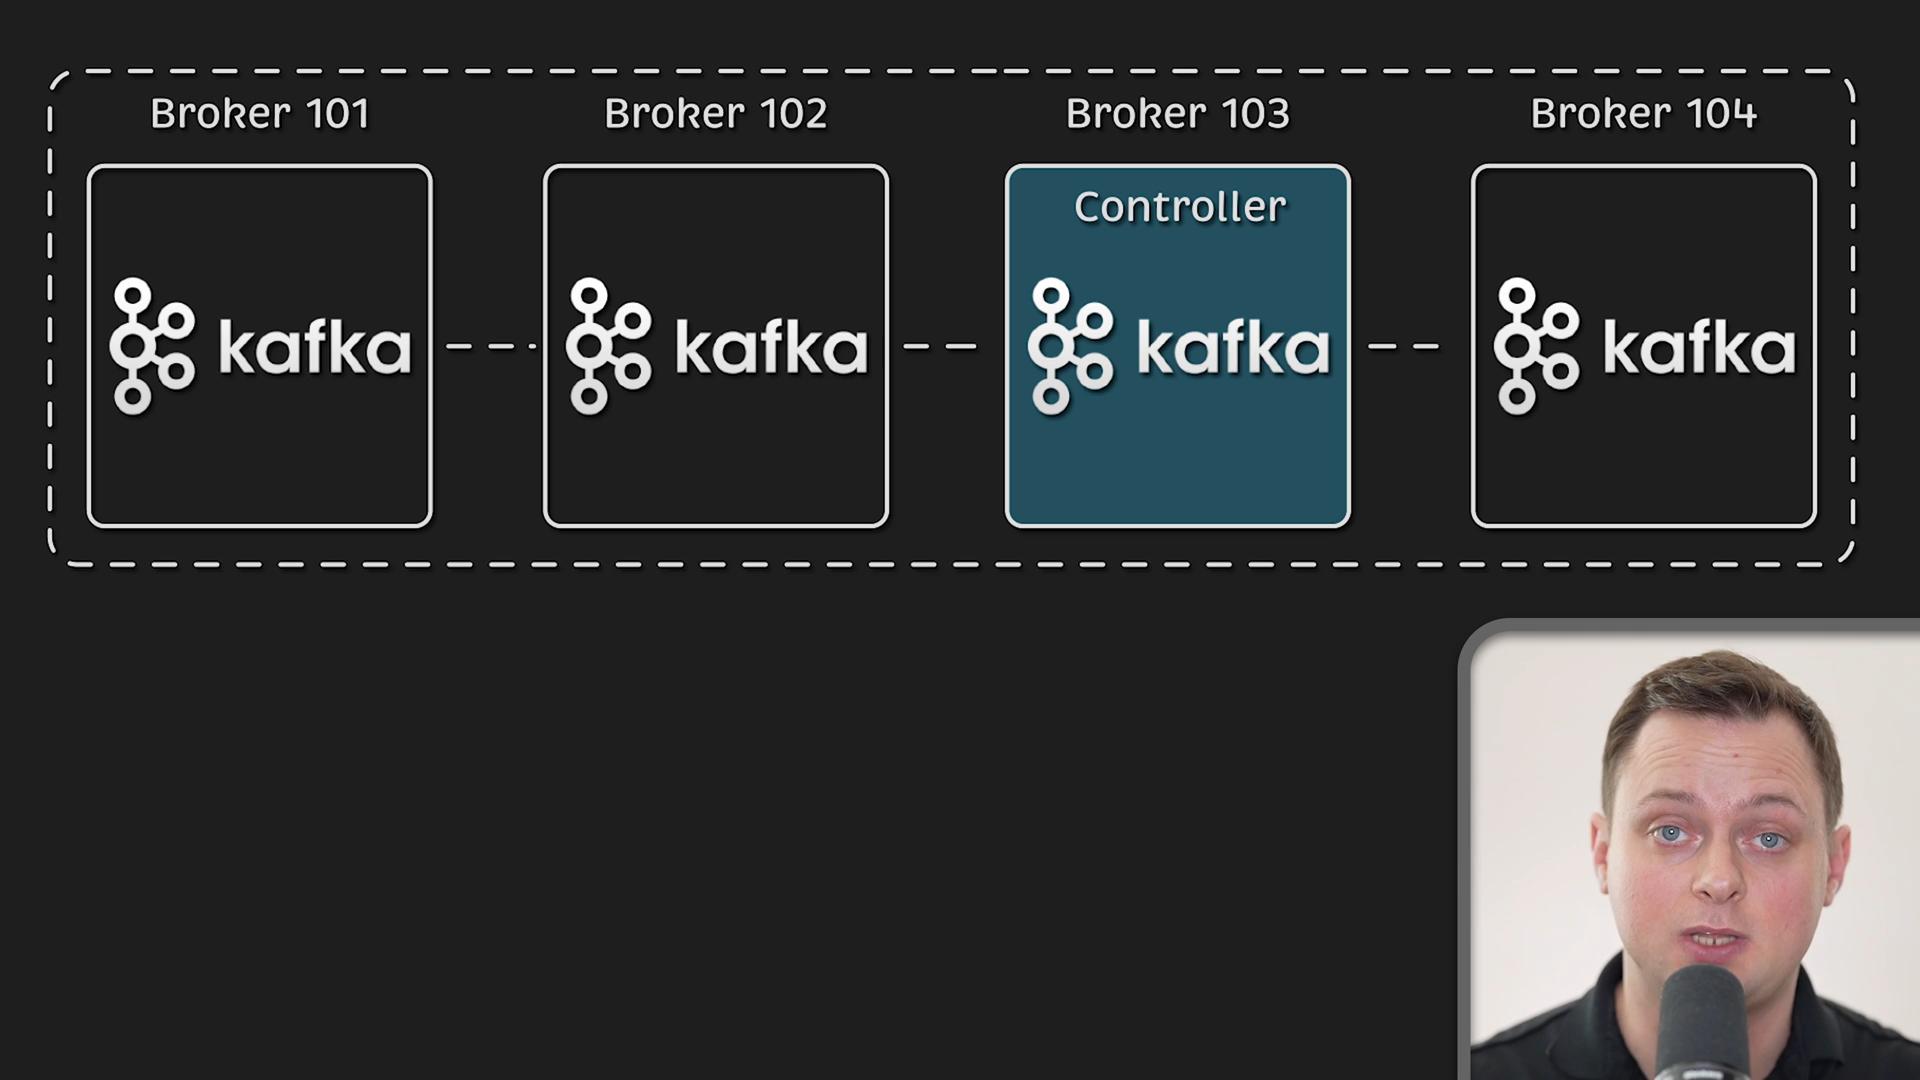 Broker 101
Broker 102
Broker 103
Broker 104
Controller
kafka
kafka
kafka
kafka